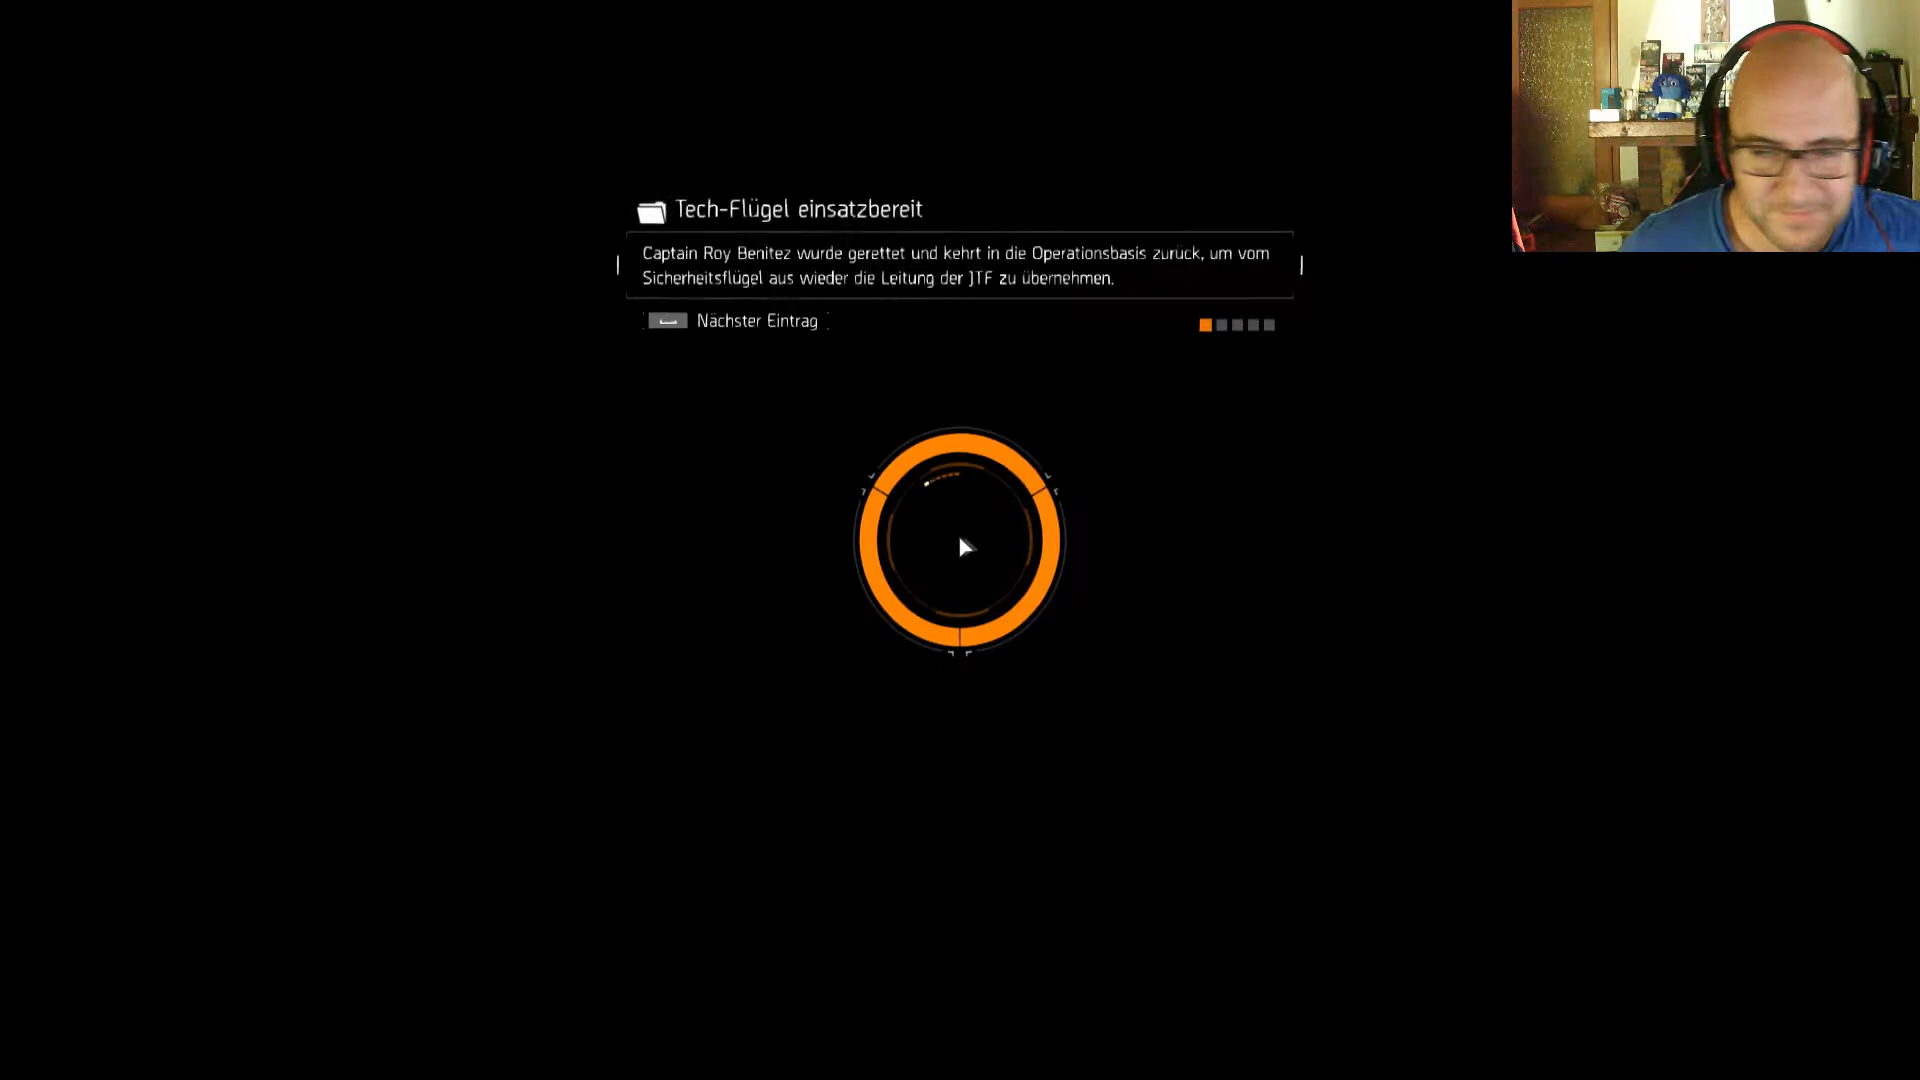 Tech-Flügel einsatzbereit
Captain Roy Benitez wurde gerettet und kehrt in die Operationsbasis zurück, um vom
Sicherheitsflügel aus wieder die Leitung der JTF zu übernehmen.
Nächster Eintrag